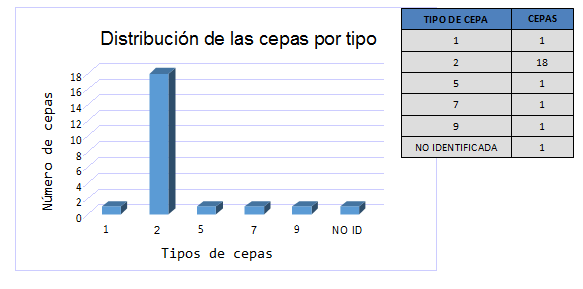 Distribución de las cepas por tipo
Número de cepas
18
16
14
12
10
8
6
4
2
0
1 2 5 7 9 NO ID
Tipos de cepas
TIPO DE CEPA CEPAS
1 1
2 18
5 1
7 1
9 1
NO IDENTIFICADA 1